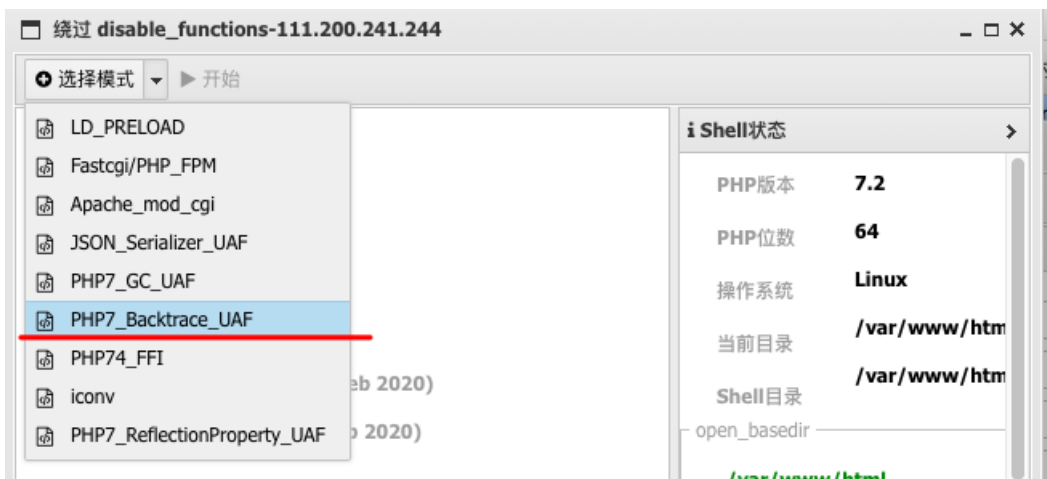 绕过 disable_functions-111.200.241.244
选择模式 开始
LD_PRELOAD
Fastcgi/PHP_FPM
Apache_mod_cgi
JSON_Serializer_UAF
PHP7_GC_UAF
PHP7_Backtrace_UAF
PHP74_FFI
iconv
PHP7_ReflectionProperty_UAF
eb 2020)
2020)
Shell状态
PHP版本 7.2
PHP位数 64
操作系统 Linux
当前目录 /var/www/htm
Shell目录 /var/www/htm
open_basedir
/var/www/html